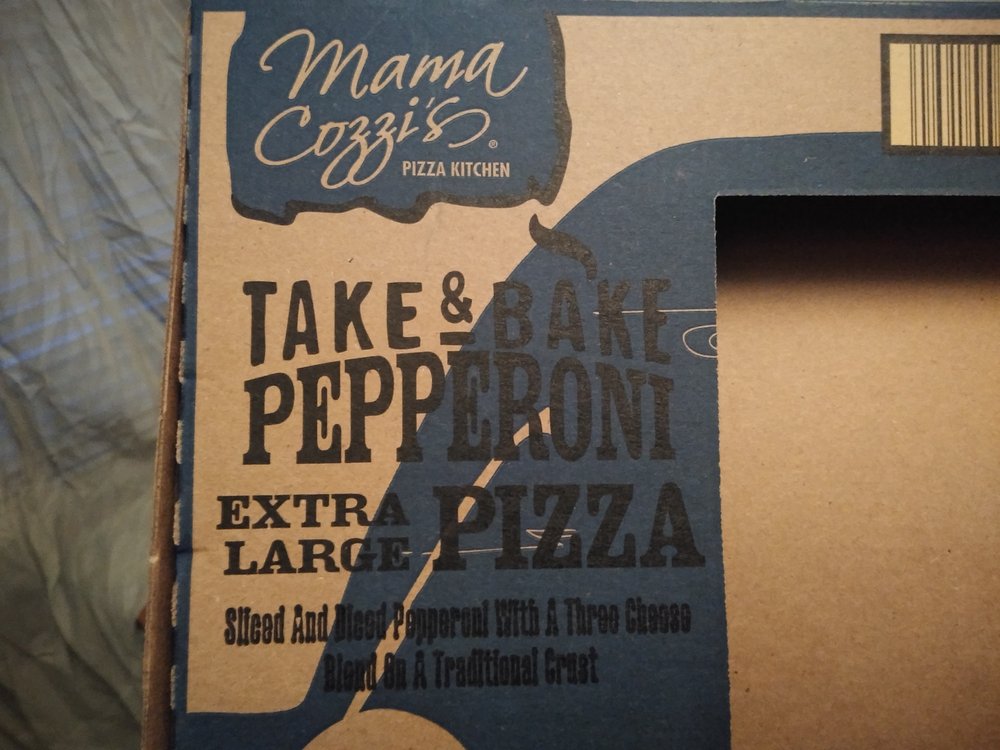 Mama
Cozzi's®
PIZZA KITCHEN
TAKE & BAKE
PEPPERONI
EXTRA
LARGE PIZZA
Sliced And Diced Pepperoni With A Three Cheese
Blend On A Traditional Crust